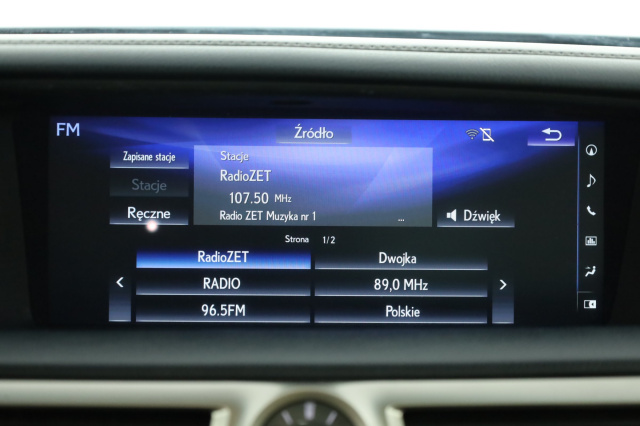 FM
Źródło
Zapisane stacje
Stacje
Ręczne
Stacje
RadioZET
107.50 MHz
Radio ZET Muzyka nr 1 ...
Dźwięk
Strona 1/2
RadioZET
Dwojka
RADIO
89,0 MHz
96.5FM
Polskie